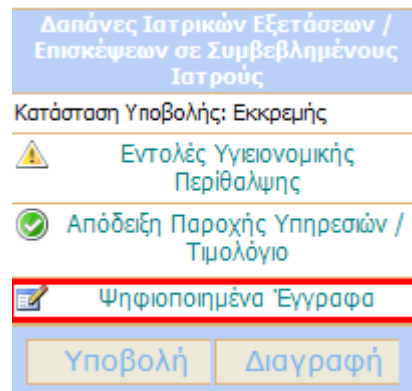 Δαπάνες Ιατρικών Εξετάσεων /
Επισκέψεων σε Συμβεβλημένους
Ιατρούς
Κατάσταση Υποβολής: Εκκρεμής
Εντολές Υγειονομικής
Περίθαλψης
Απόδειξη Παροχής Υπηρεσιών /
Τιμολόγιο
Ψηφιοποιημένα Έγγραφα
Υποβολή Διαγραφή